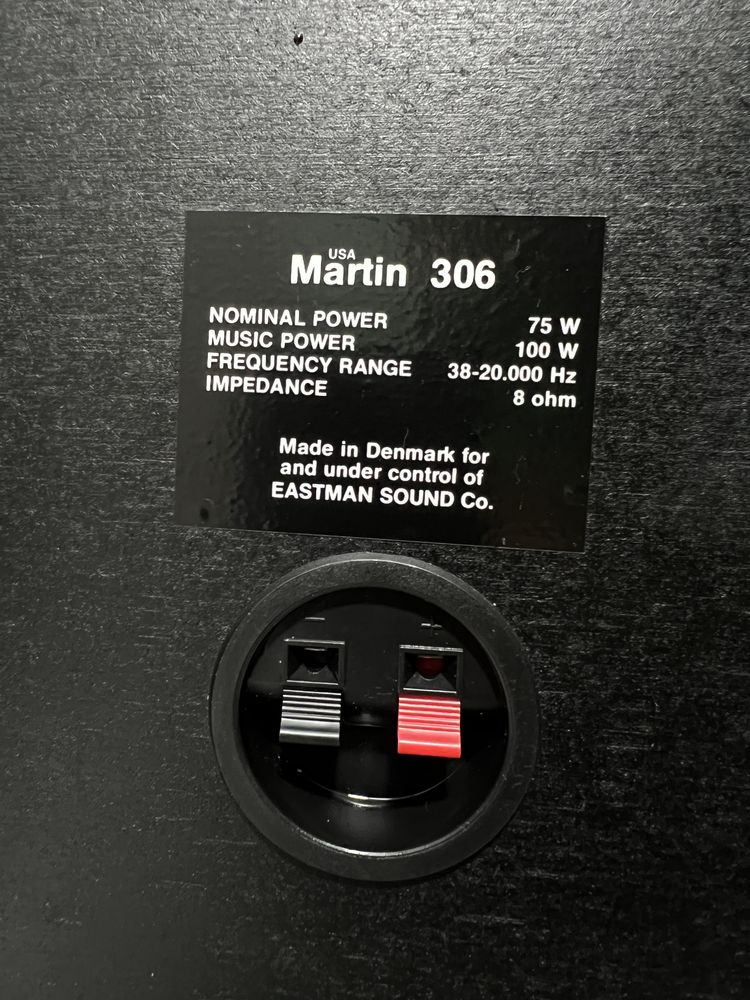 USA
Martin 306
NOMINAL POWER 75 W
MUSIC POWER 100 W
FREQUENCY RANGE 38-20.000 Hz
IMPEDANCE 8 ohm
Made in Denmark for
and under control of
EASTMAN SOUND Co.